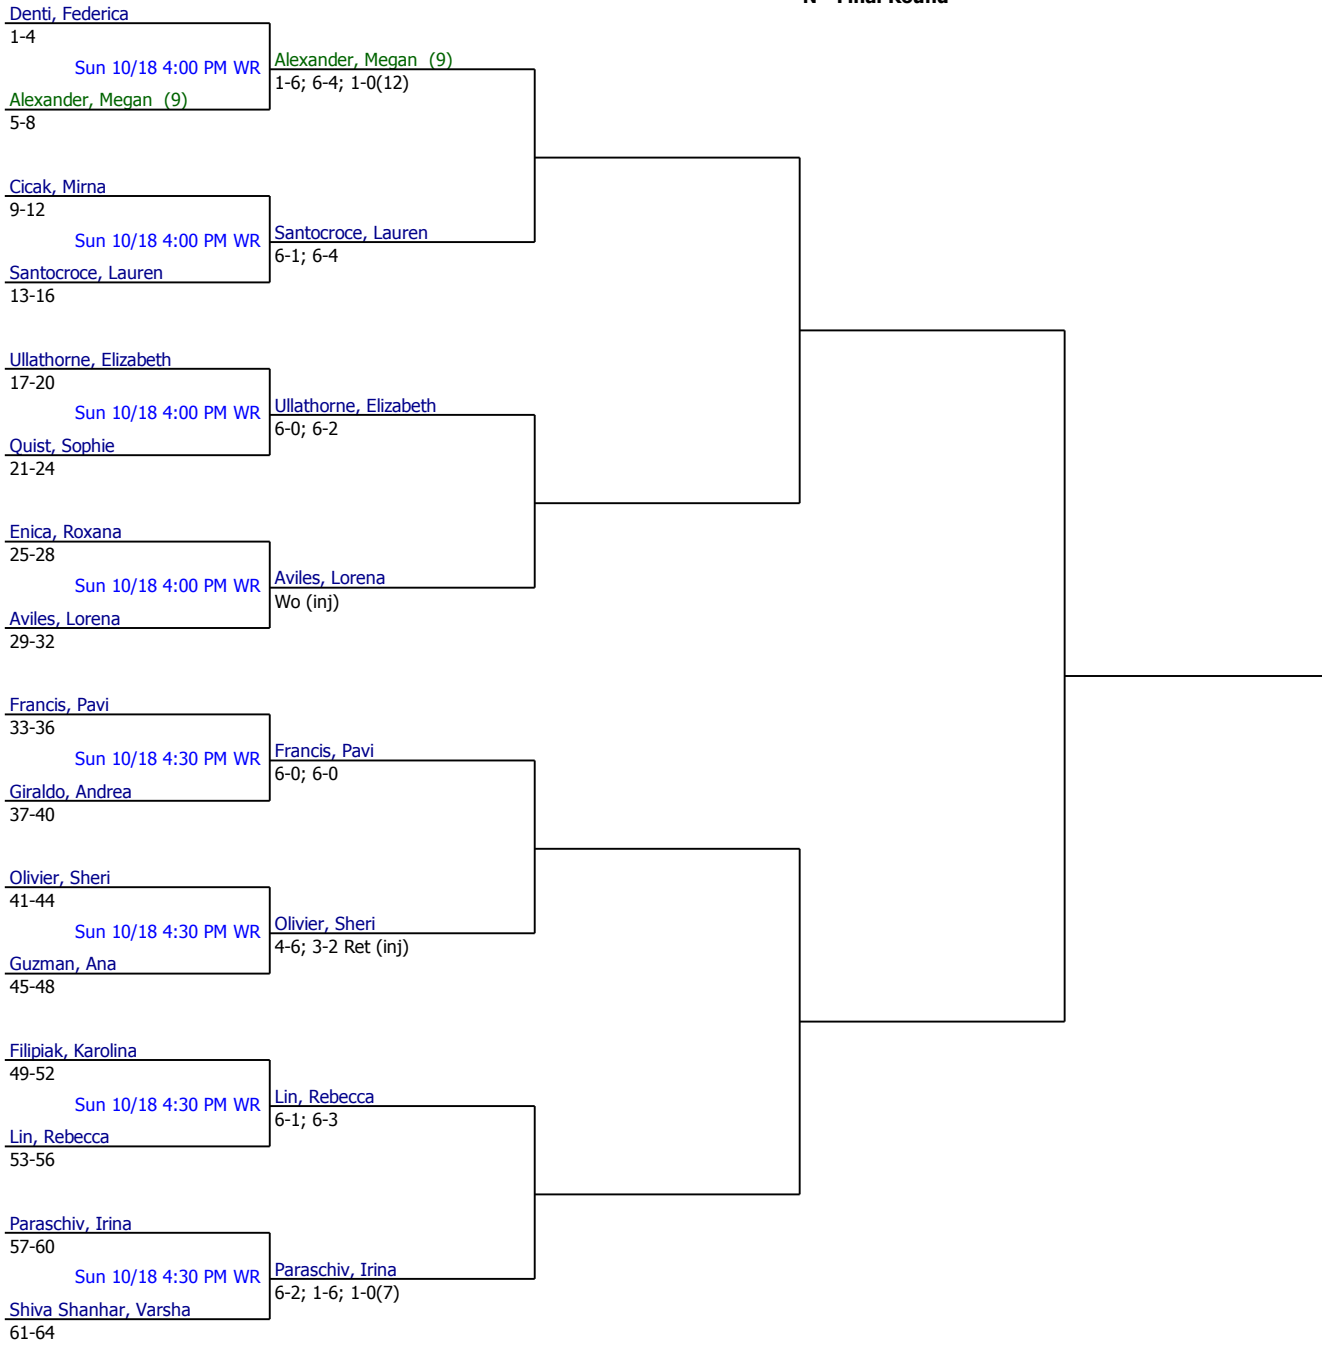 Denti, Federica
1-4
Sun 10/18 4:00 PM WR
Alexander, Megan (9)
1-6; 6-4; 1-0(12)
Alexander, Megan (9)
5-8
Cicak, Mirna
9-12
Sun 10/18 4:00 PM WR
Santocroce, Lauren
6-1; 6-4
Santocroce, Lauren
13-16
Ullathorne, Elizabeth
17-20
Sun 10/18 4:00 PM WR
Ullathorne, Elizabeth
6-0; 6-2
Quist, Sophie
21-24
Enica, Roxana
25-28
Sun 10/18 4:00 PM WR
Aviles, Lorena
Wo (inj)
Aviles, Lorena
29-32
Francis, Pavi
33-36
Sun 10/18 4:30 PM WR
Francis, Pavi
6-0; 6-0
Giraldo, Andrea
37-40
Olivier, Sheri
41-44
Sun 10/18 4:30 PM WR
Olivier, Sheri
4-6; 3-2 Ret (inj)
Guzman, Ana
45-48
Filipiak, Karolina
49-52
Sun 10/18 4:30 PM WR
Lin, Rebecca
6-1; 6-3
Lin, Rebecca
53-56
Paraschiv, Irina
57-60
Sun 10/18 4:30 PM WR
Paraschiv, Irina
6-2; 1-6; 1-0(7)
Shiva Shanhar, Varsha
61-64